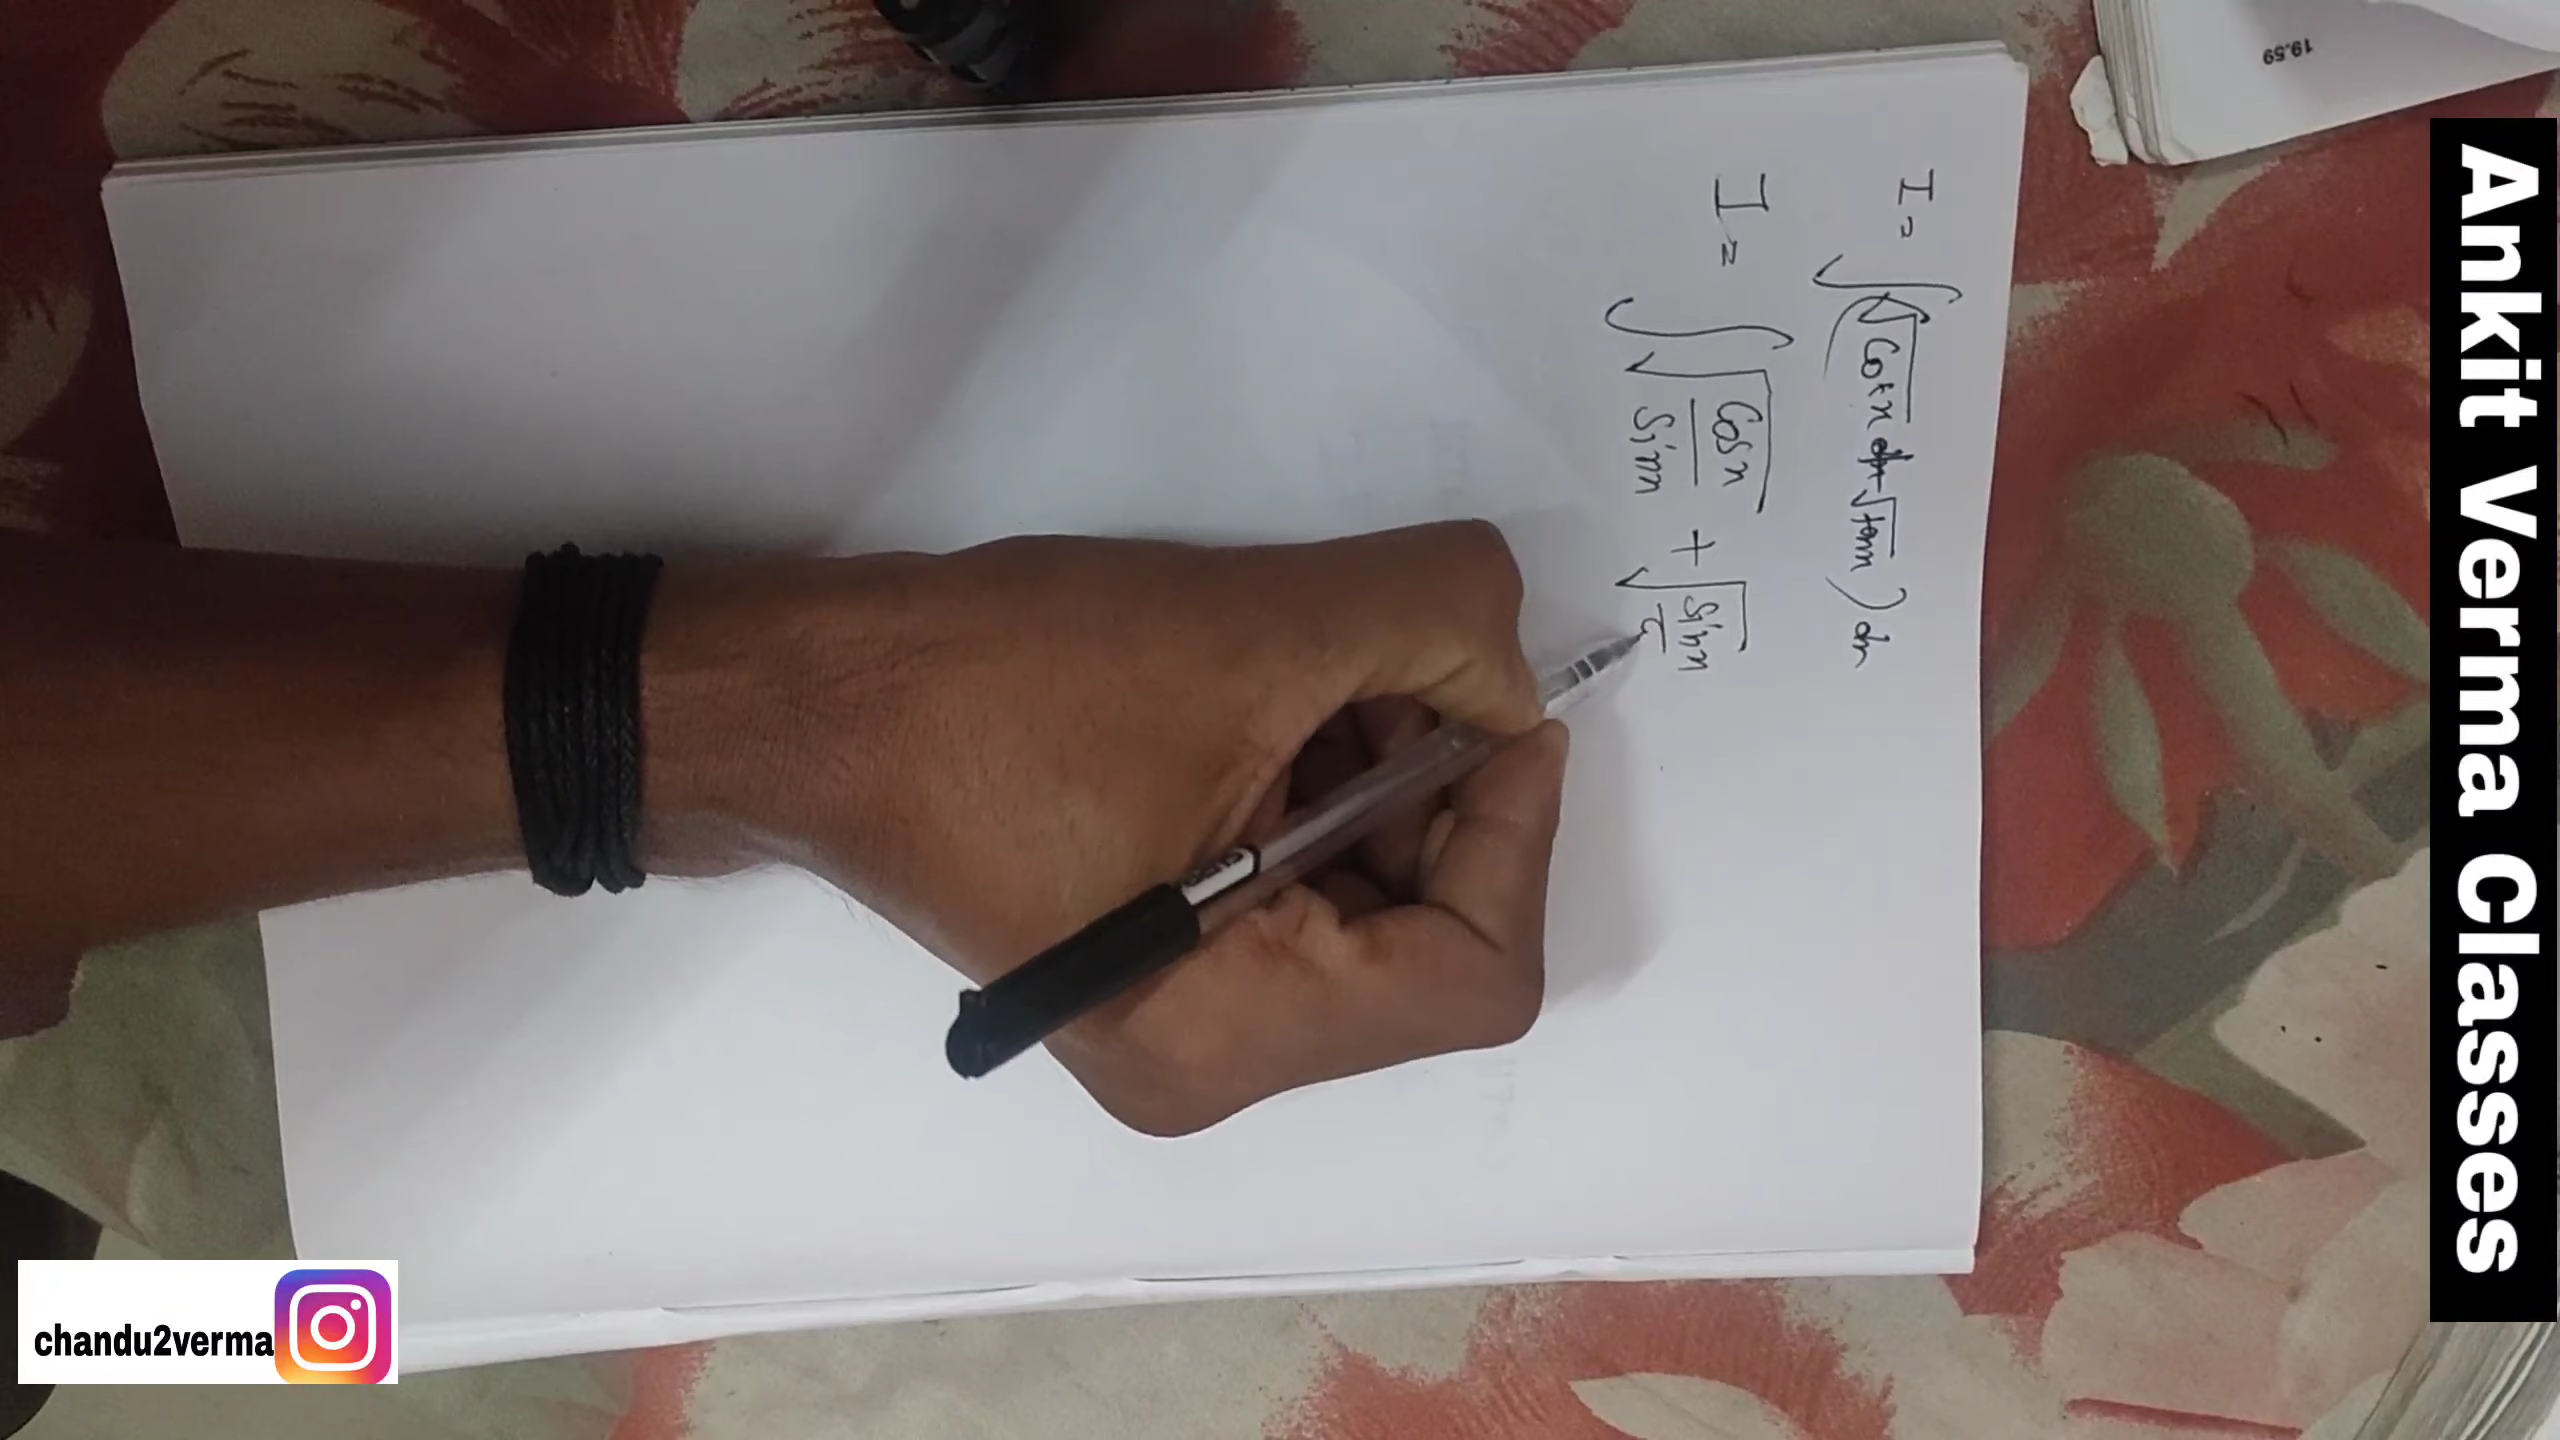 I = ∫(√cotx + √tanx) dx
I = ∫ √(Cosx/Sinx) + √(Sinx/C
Ankit Verma Classes
chandu2verma
19.59